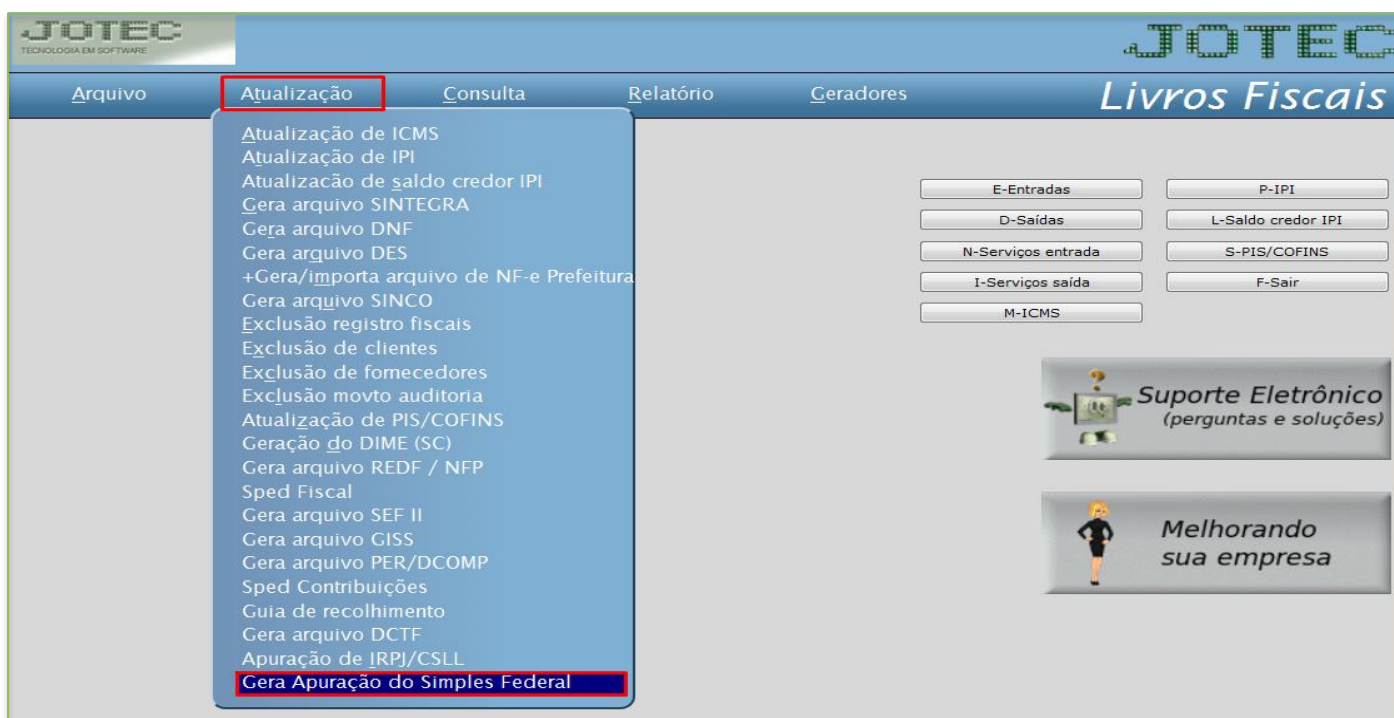 JOTEC
TECNOLOGIA EM SOFTWARE
JOTEC
Arquivo
Atualização
Consulta
Relatório
Geradores
Livros Fiscais
Atualização de ICMS
Atualização de IPI
Atualizacão de saldo credor IPI
Gera arquivo SINTEGRA
Gera arquivo DNF
Gera arquivo DES
+Gera/importa arquivo de NF-e Prefeitura
Gera arquivo SINCO
Exclusão registro fiscais
Exclusão de clientes
Exclusão de fornecedores
Exclusão movto auditoria
Atualização de PIS/COFINS
Geração do DIME (SC)
Gera arquivo REDF / NFP
Sped Fiscal
Gera arquivo SEF II
Gera arquivo GISS
Gera arquivo PER/DCOMP
Sped Contribuições
Guia de recolhimento
Gera arquivo DCTF
Apuração de IRPJ/CSLL
Gera Apuração do Simples Federal
E-Entradas
P-IPI
D-Saídas
L-Saldo credor IPI
N-Serviços entrada
S-PIS/COFINS
I-Serviços saída
F-Sair
M-ICMS
Suporte Eletrônico
(perguntas e soluções)
Melhorando
sua empresa